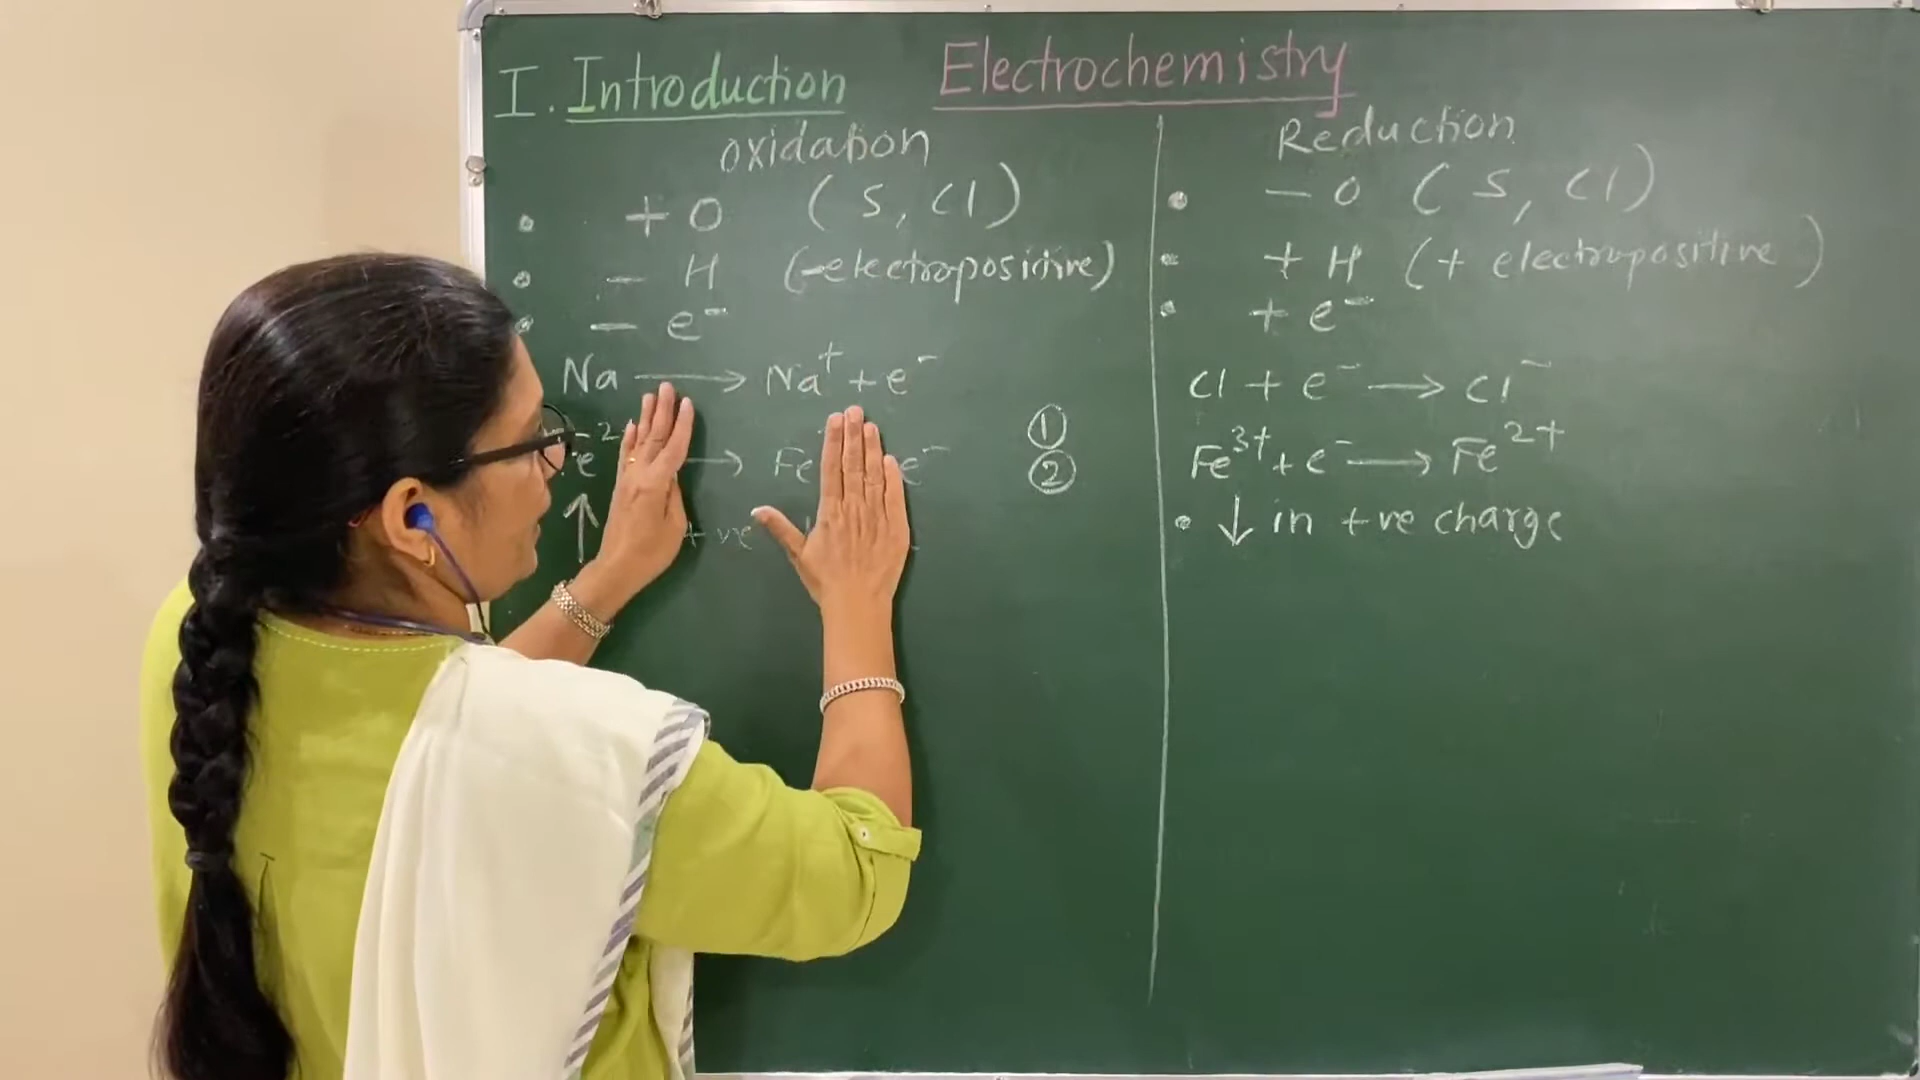 I. Introduction
Electrochemistry
oxidation
• + O (S, Cl)
• - H (-electropositive)
• - e⁻
Na ⟶ Na⁺ + e⁻
⟶ Fe e⁻
↑ +ve
①
②
Reduction
• - O (S, Cl)
• + H (+ electropositive)
• + e⁻
Cl + e⁻ ⟶ Cl⁻
Fe³⁺ + e⁻ ⟶ Fe²⁺
• ↓ in +ve charge